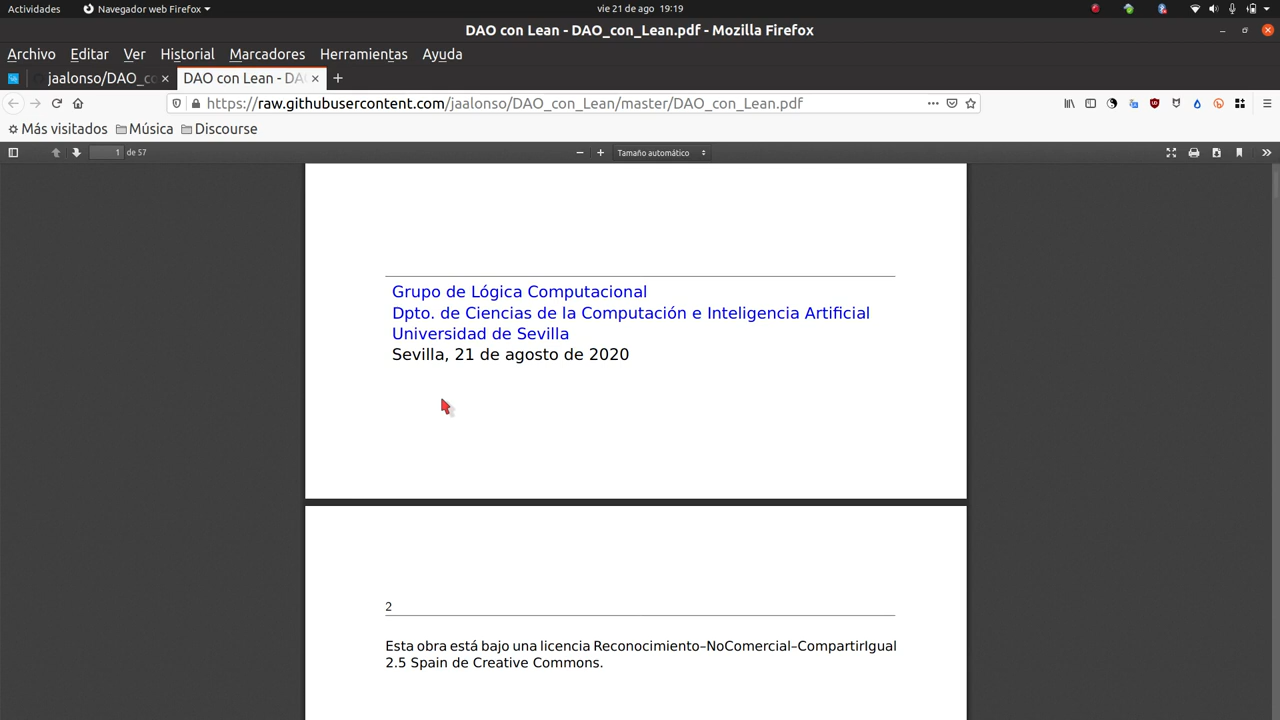 Actividades Navegador web Firefox vie 21 de ago 19:19
DAO con Lean - DAO_con_Lean.pdf - Mozilla Firefox
Archivo Editar Ver Historial Marcadores Herramientas Ayuda
jaalonso/DAO_co × DAO con Lean - DA × +
https://raw.githubusercontent.com/jaalonso/DAO_con_Lean/master/DAO_con_Lean.pdf
Más visitados Música Discourse
1 de 57 Tamaño automático
Grupo de Lógica Computacional
Dpto. de Ciencias de la Computación e Inteligencia Artificial
Universidad de Sevilla
Sevilla, 21 de agosto de 2020
2
Esta obra está bajo una licencia Reconocimiento–NoComercial–CompartirIgual
2.5 Spain de Creative Commons.